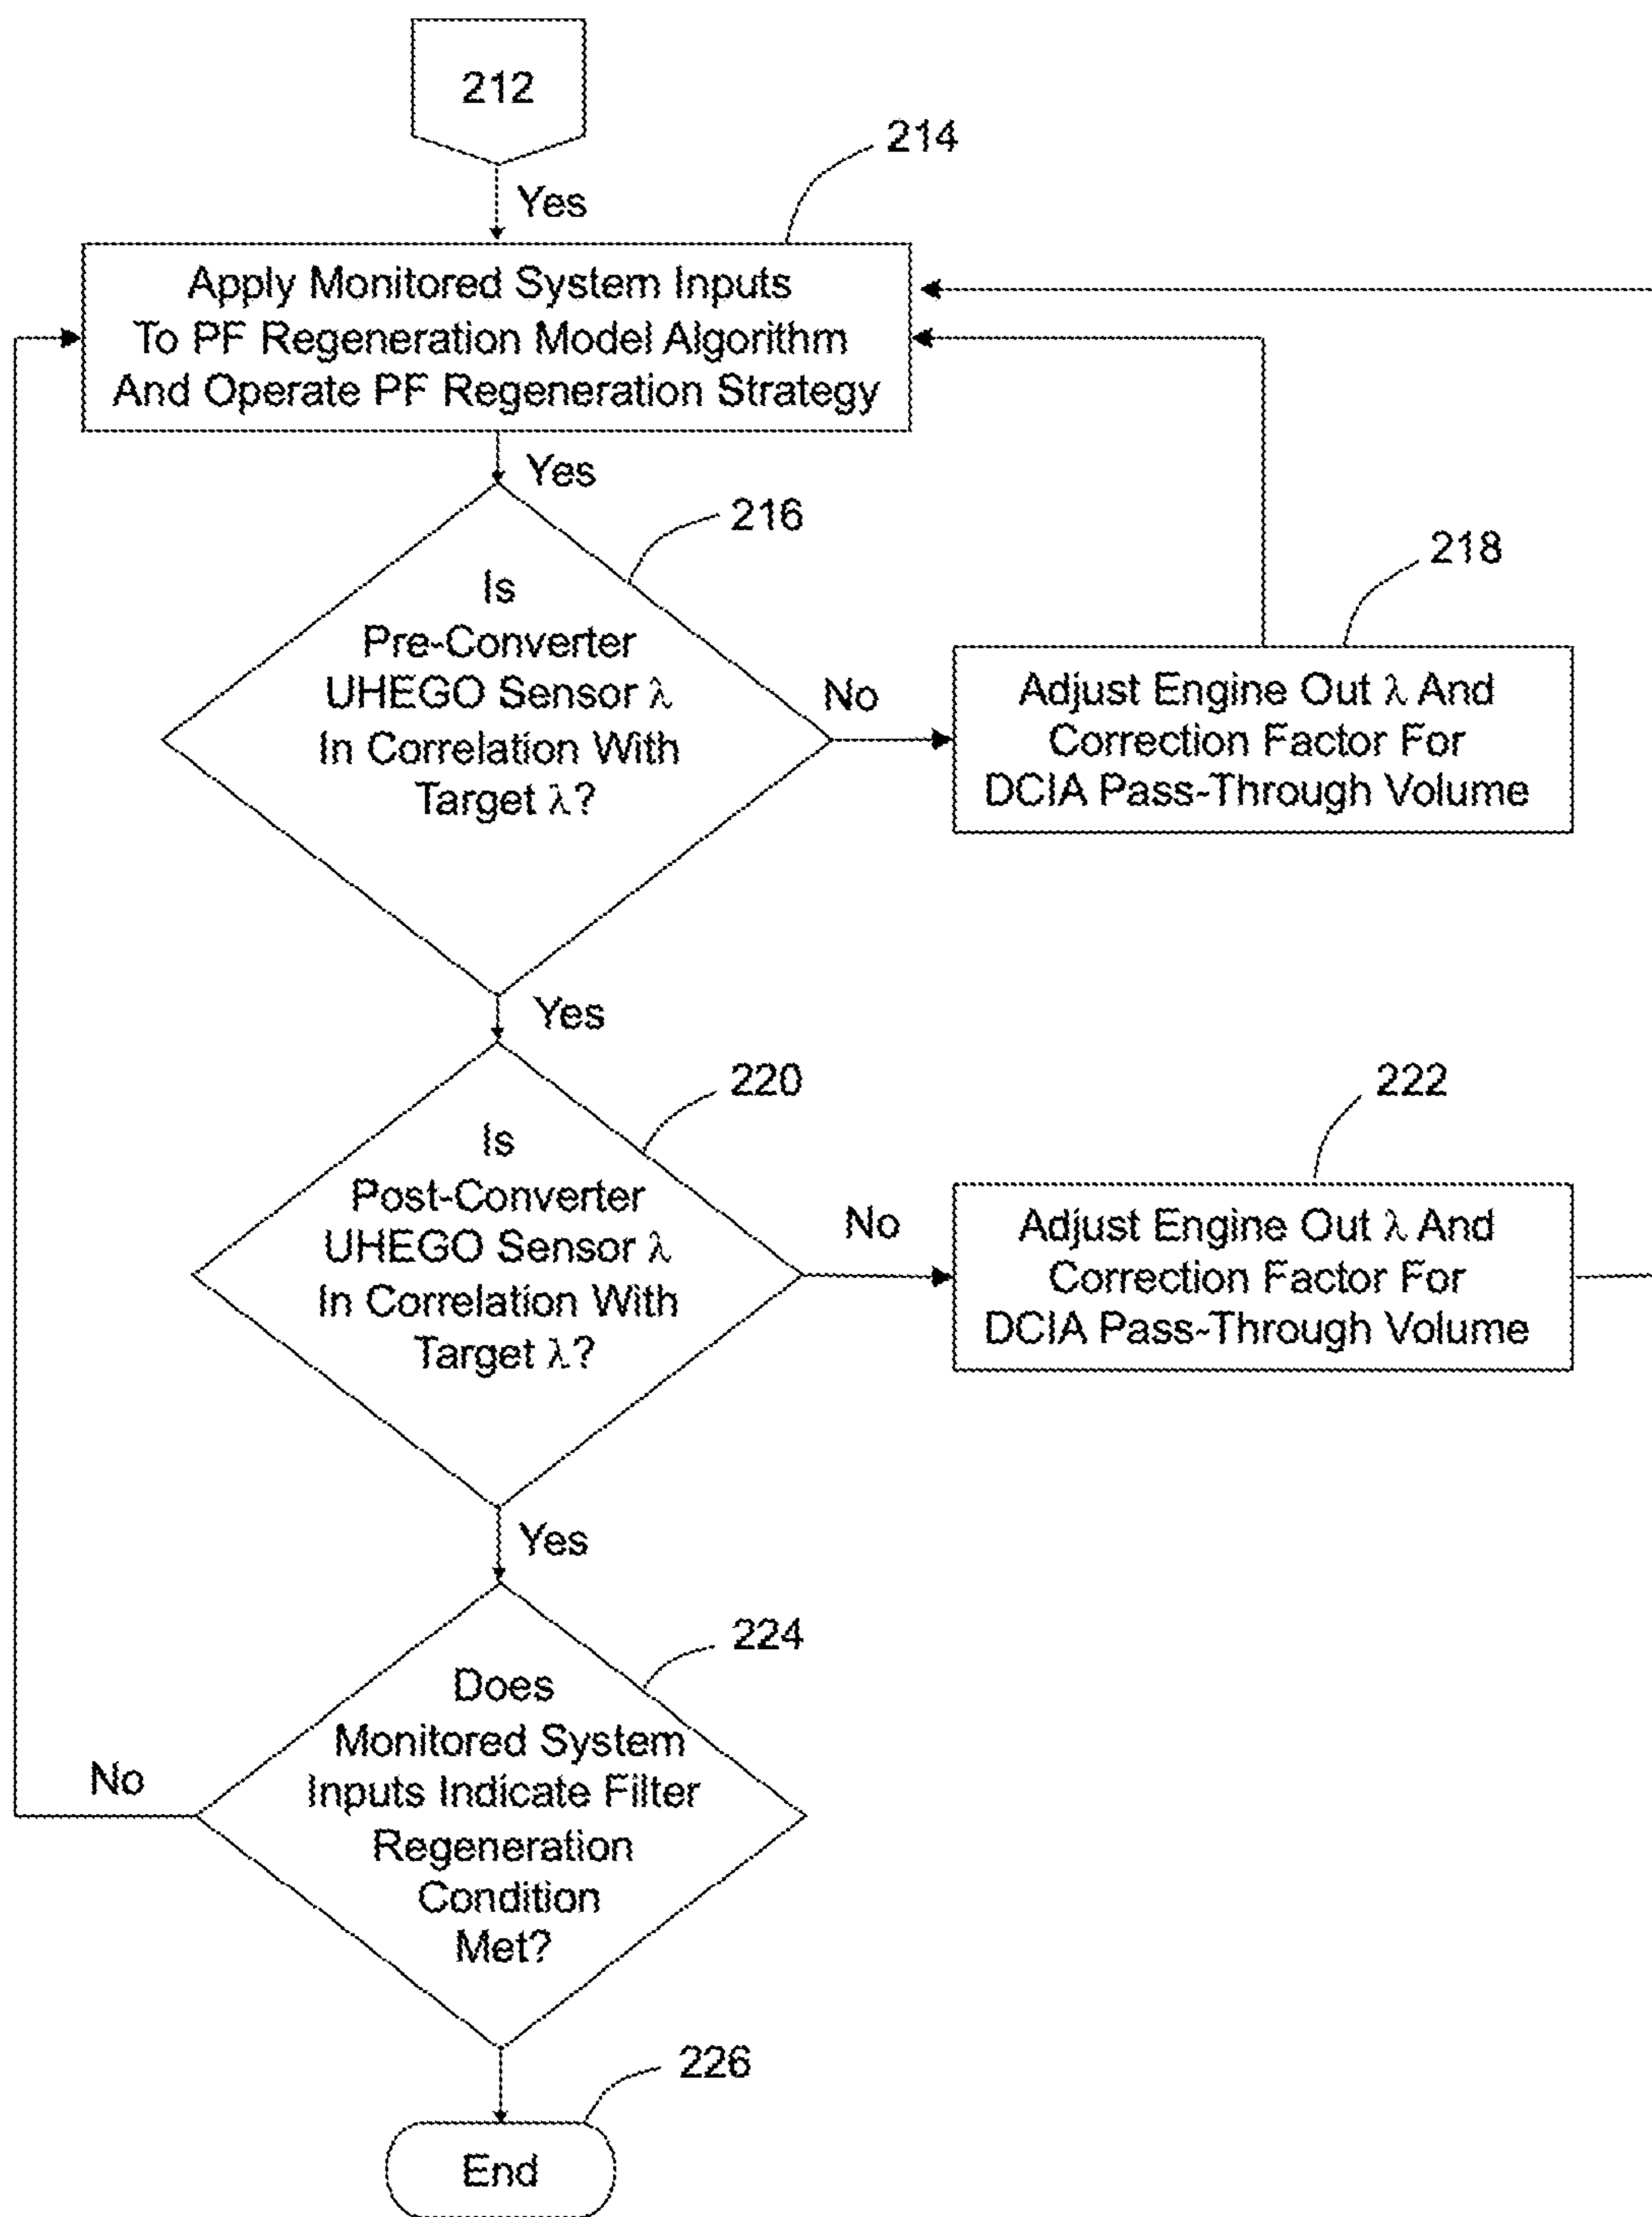 212
214
Yes
Apply Monitored System Inputs
To PF Regeneration Model Algorithm
And Operate PF Regeneration Strategy
Yes
216
218
Is
Pre-Converter
UHEGO Sensor λ
In Correlation With
Target λ?
No
Adjust Engine Out λ And
Correction Factor For
DCIA Pass-Through Volume
Yes
220
222
Is
Post-Converter
UHEGO Sensor λ
In Correlation With
Target λ?
No
Adjust Engine Out λ And
Correction Factor For
DCIA Pass-Through Volume
Yes
224
Does
Monitored System
Inputs Indicate Filter
Regeneration
Condition
Met?
No
226
End